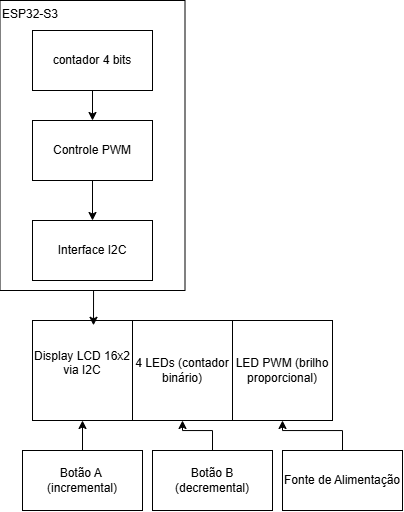 ESP32-S3
contador 4 bits
Controle PWM
Interface I2C
Display LCD 16x2
via I2C
4 LEDs (contador
binário)
LED PWM (brilho
proporcional)
Botão A
(incremental)
Botão B
(decremental)
Fonte de Alimentação